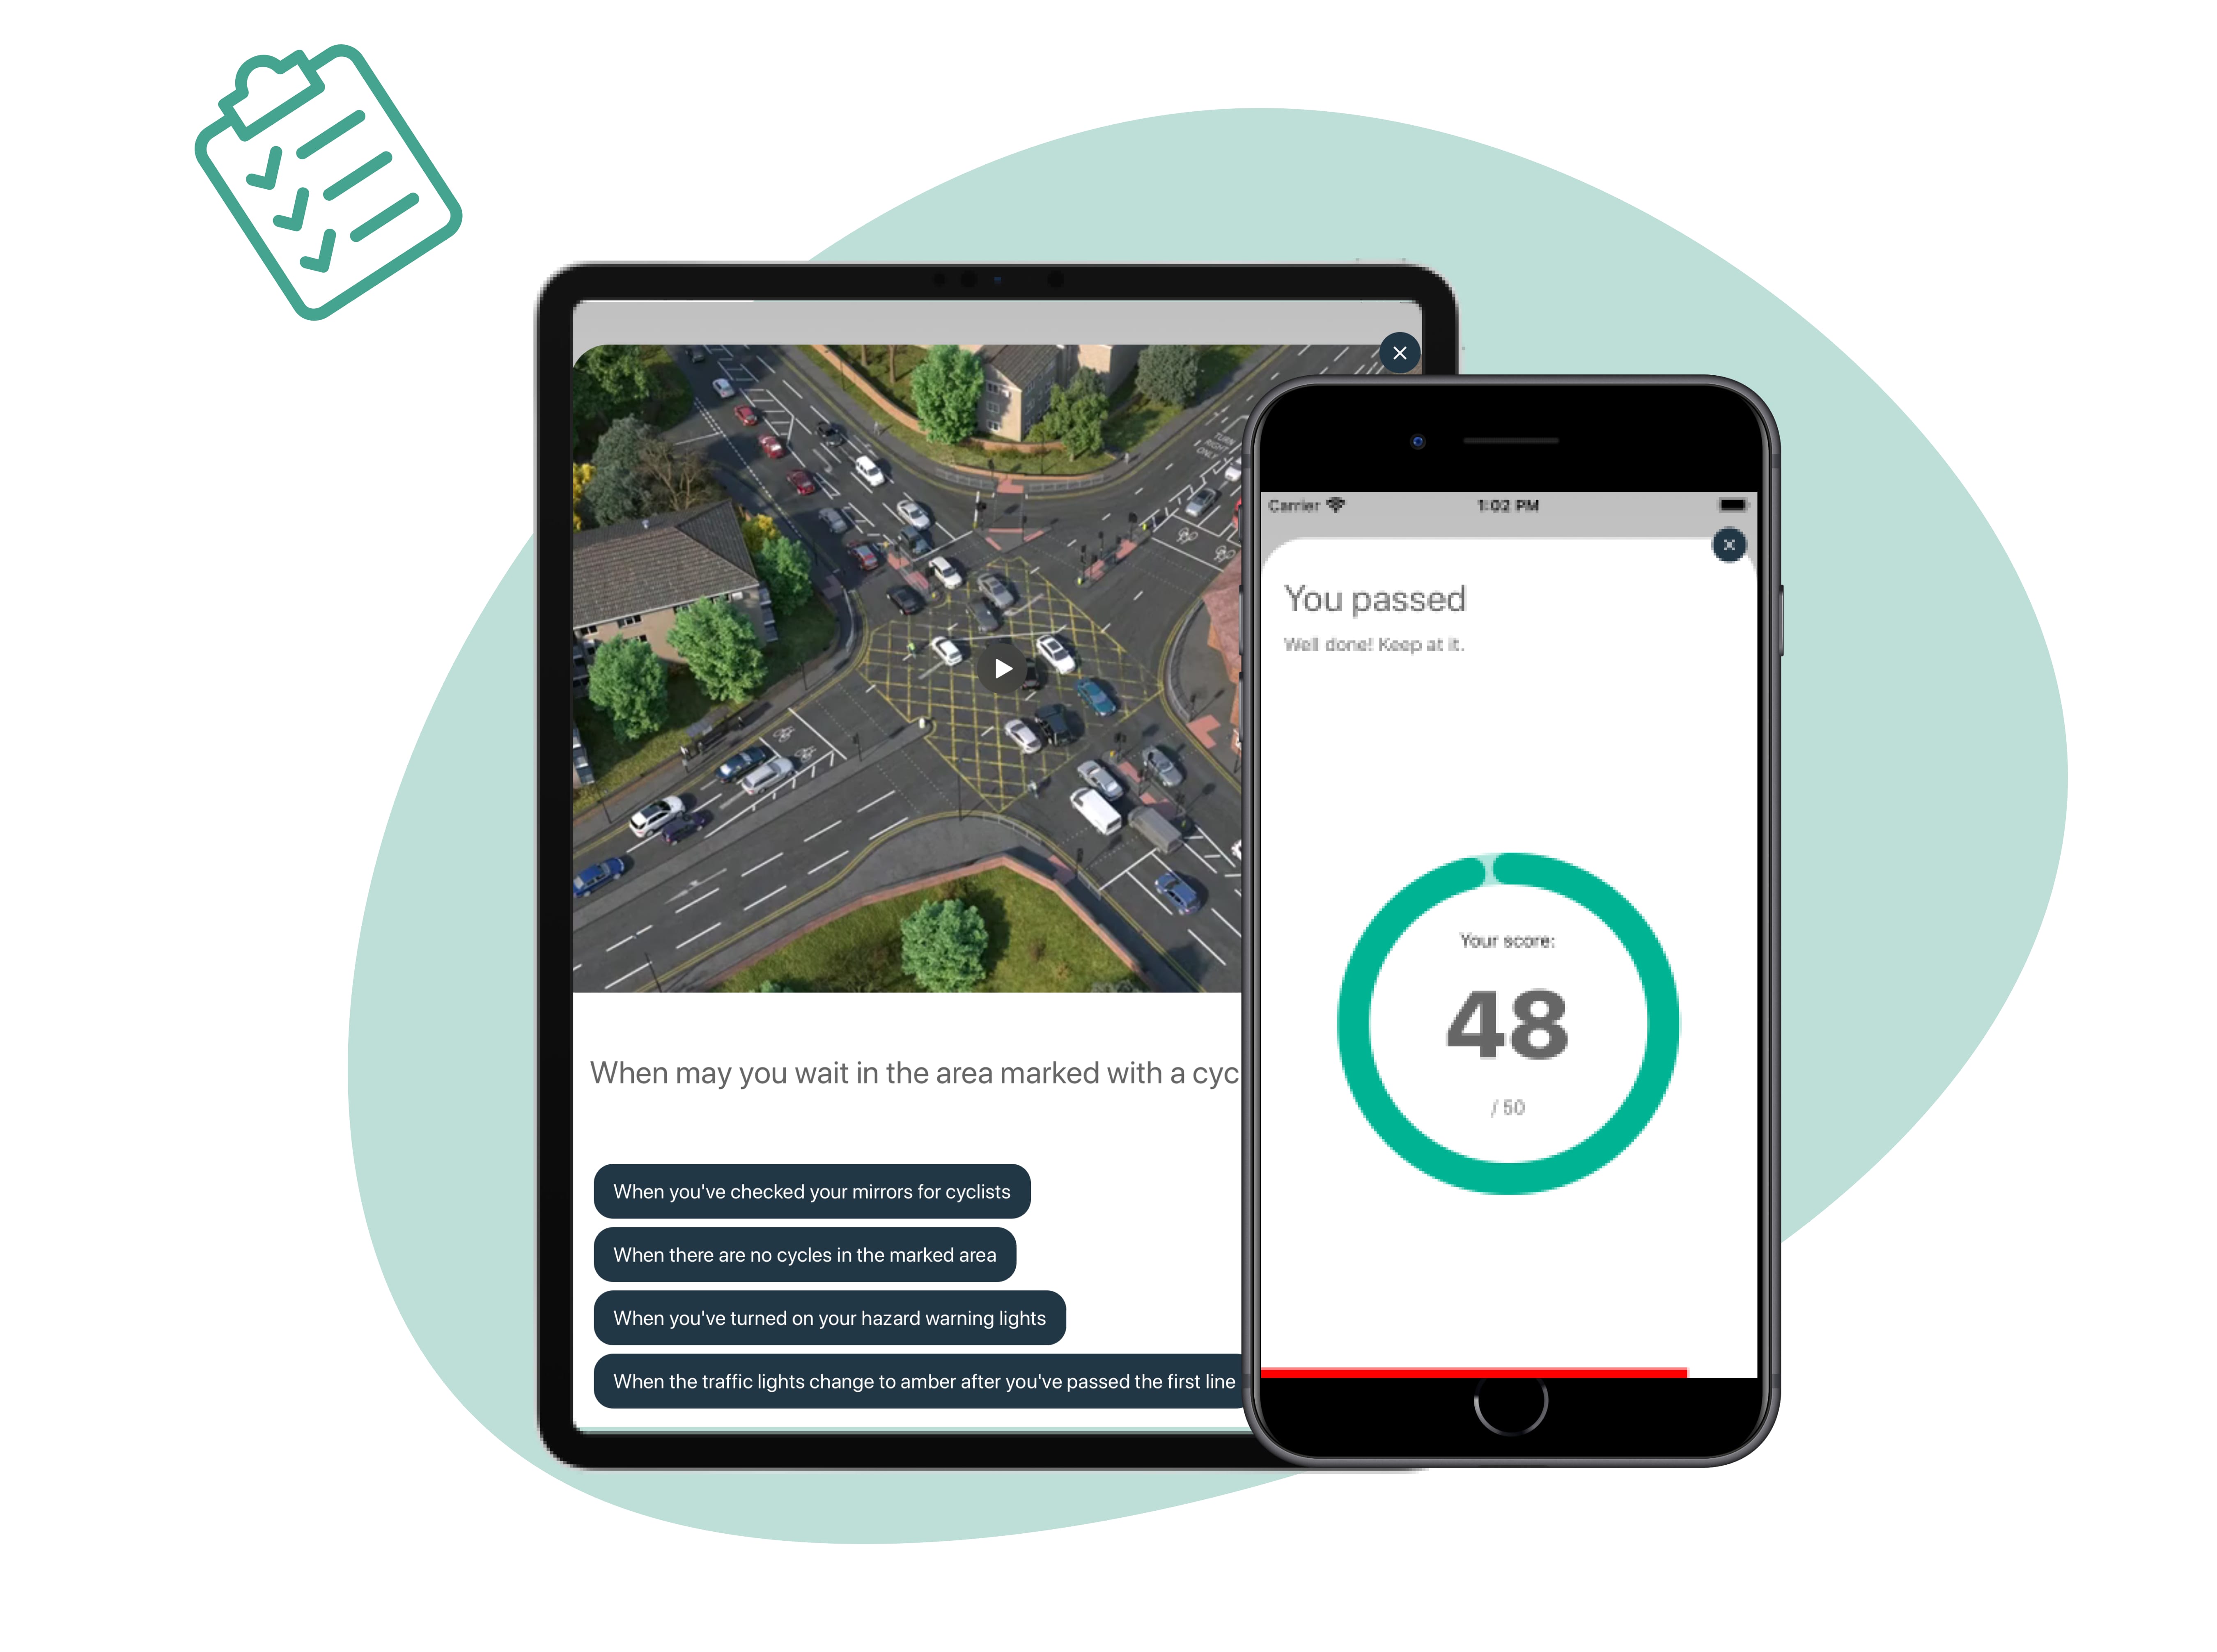 TURN
RIGHT
ONLY
When may you wait in the area marked with a cyc
When you've checked your mirrors for cyclists
When there are no cycles in the marked area
When you've turned on your hazard warning lights
When the traffic lights change to amber after you've passed the first line
Carrier 1:02 PM
You passed
Well done! Keep at it.
Your score:
48
/ 50